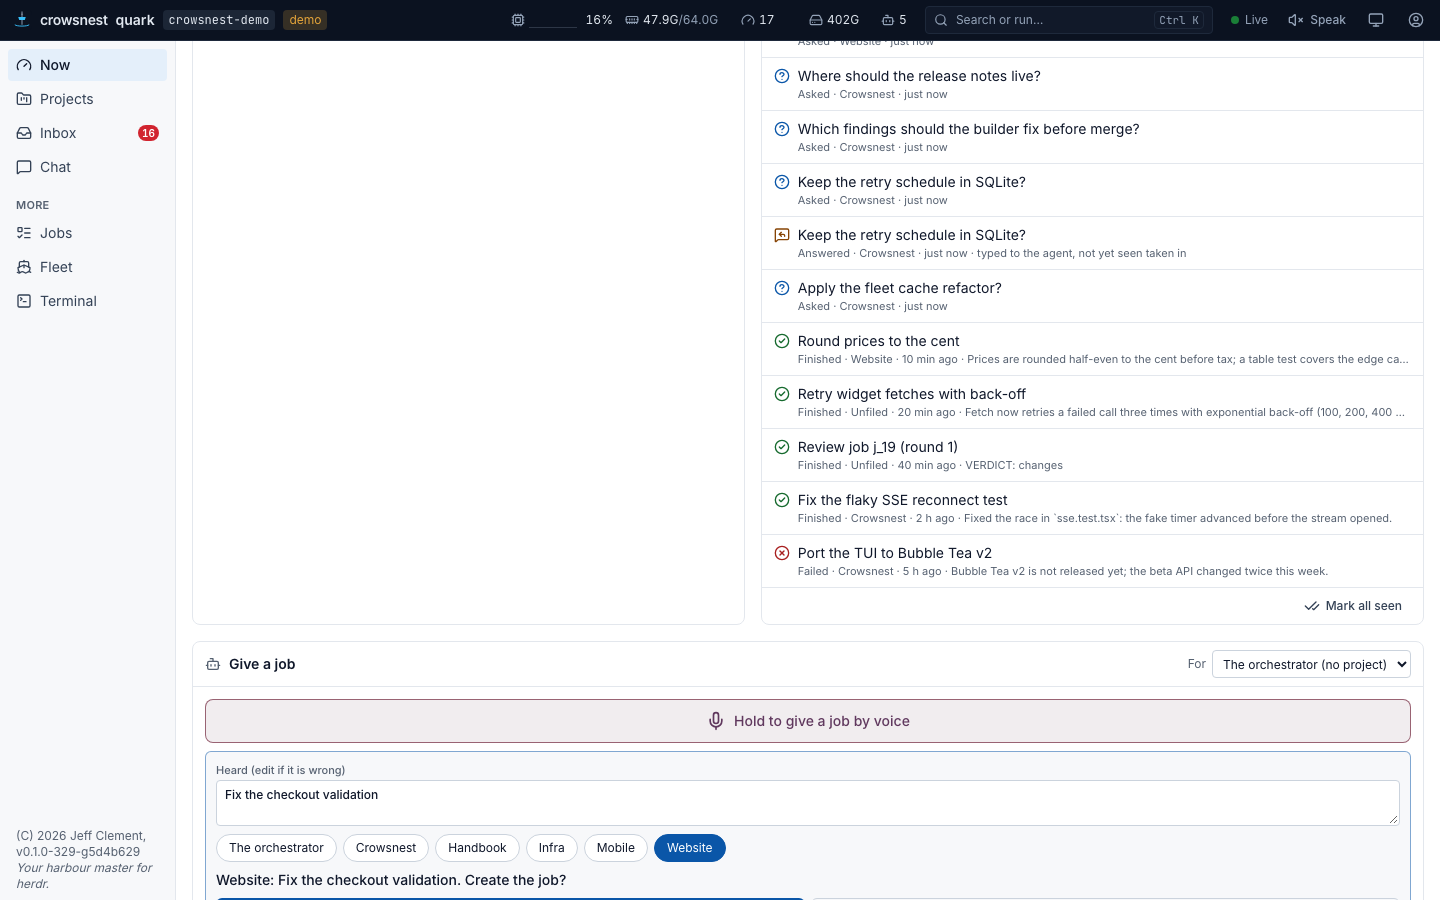 crowsnest quark crowsnest-demo demo 16% 47.9G/64.0G 17 402G 5 Search or run... Ctrl K Live Speak
Now
Projects
Inbox 16
Chat
MORE
Jobs
Fleet
Terminal
(C) 2026 Jeff Clement,
v0.1.0-329-g5d4b629
Your harbour master for
herdr.
Asked · Website · just now
Where should the release notes live?
Asked · Crowsnest · just now
Which findings should the builder fix before merge?
Asked · Crowsnest · just now
Keep the retry schedule in SQLite?
Asked · Crowsnest · just now
Keep the retry schedule in SQLite?
Answered · Crowsnest · just now · typed to the agent, not yet seen taken in
Apply the fleet cache refactor?
Asked · Crowsnest · just now
Round prices to the cent
Finished · Website · 10 min ago · Prices are rounded half-even to the cent before tax; a table test covers the edge ca...
Retry widget fetches with back-off
Finished · Unfiled · 20 min ago · Fetch now retries a failed call three times with exponential back-off (100, 200, 400 ...
Review job j_19 (round 1)
Finished · Unfiled · 40 min ago · VERDICT: changes
Fix the flaky SSE reconnect test
Finished · Crowsnest · 2 h ago · Fixed the race in `sse.test.tsx`: the fake timer advanced before the stream opened.
Port the TUI to Bubble Tea v2
Failed · Crowsnest · 5 h ago · Bubble Tea v2 is not released yet; the beta API changed twice this week.
Mark all seen
Give a job
For The orchestrator (no project)
Hold to give a job by voice
Heard (edit if it is wrong)
Fix the checkout validation
The orchestrator Crowsnest Handbook Infra Mobile Website
Website: Fix the checkout validation. Create the job?